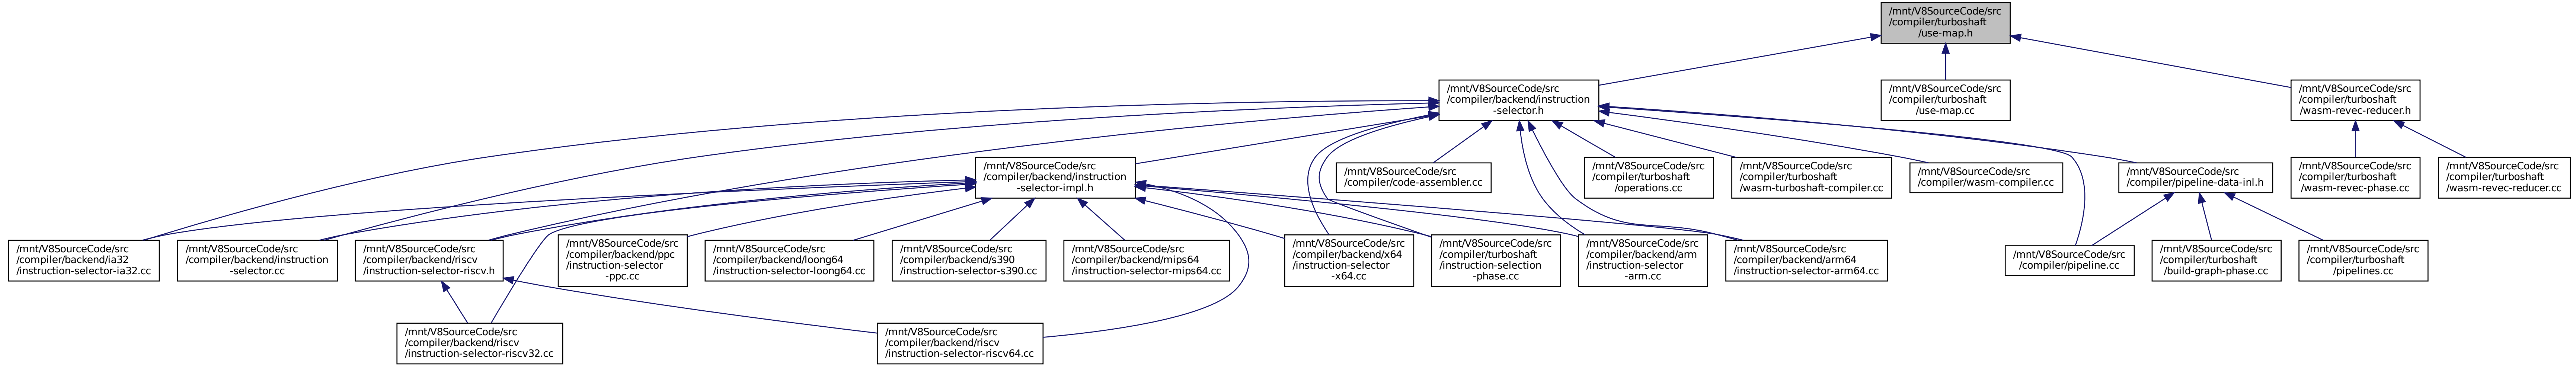 /mnt/V8SourceCode/src
/compiler/turboshaft
/use-map.h
/mnt/V8SourceCode/src
/compiler/backend/instruction
-selector.h
/mnt/V8SourceCode/src
/compiler/turboshaft
/use-map.cc
/mnt/V8SourceCode/src
/compiler/turboshaft
/wasm-revec-reducer.h
/mnt/V8SourceCode/src
/compiler/backend/instruction
-selector-impl.h
/mnt/V8SourceCode/src
/compiler/code-assembler.cc
/mnt/V8SourceCode/src
/compiler/turboshaft
/operations.cc
/mnt/V8SourceCode/src
/compiler/turboshaft
/wasm-turboshaft-compiler.cc
/mnt/V8SourceCode/src
/compiler/wasm-compiler.cc
/mnt/V8SourceCode/src
/compiler/pipeline-data-inl.h
/mnt/V8SourceCode/src
/compiler/turboshaft
/wasm-revec-phase.cc
/mnt/V8SourceCode/src
/compiler/turboshaft
/wasm-revec-reducer.cc
/mnt/V8SourceCode/src
/compiler/backend/ia32
/instruction-selector-ia32.cc
/mnt/V8SourceCode/src
/compiler/backend/instruction
-selector.cc
/mnt/V8SourceCode/src
/compiler/backend/riscv
/instruction-selector-riscv.h
/mnt/V8SourceCode/src
/compiler/backend/ppc
/instruction-selector
-ppc.cc
/mnt/V8SourceCode/src
/compiler/backend/loong64
/instruction-selector-loong64.cc
/mnt/V8SourceCode/src
/compiler/backend/s390
/instruction-selector-s390.cc
/mnt/V8SourceCode/src
/compiler/backend/mips64
/instruction-selector-mips64.cc
/mnt/V8SourceCode/src
/compiler/backend/x64
/instruction-selector
-x64.cc
/mnt/V8SourceCode/src
/compiler/turboshaft
/instruction-selection
-phase.cc
/mnt/V8SourceCode/src
/compiler/backend/arm
/instruction-selector
-arm.cc
/mnt/V8SourceCode/src
/compiler/backend/arm64
/instruction-selector-arm64.cc
/mnt/V8SourceCode/src
/compiler/pipeline.cc
/mnt/V8SourceCode/src
/compiler/turboshaft
/build-graph-phase.cc
/mnt/V8SourceCode/src
/compiler/turboshaft
/pipelines.cc
/mnt/V8SourceCode/src
/compiler/backend/riscv
/instruction-selector-riscv32.cc
/mnt/V8SourceCode/src
/compiler/backend/riscv
/instruction-selector-riscv64.cc